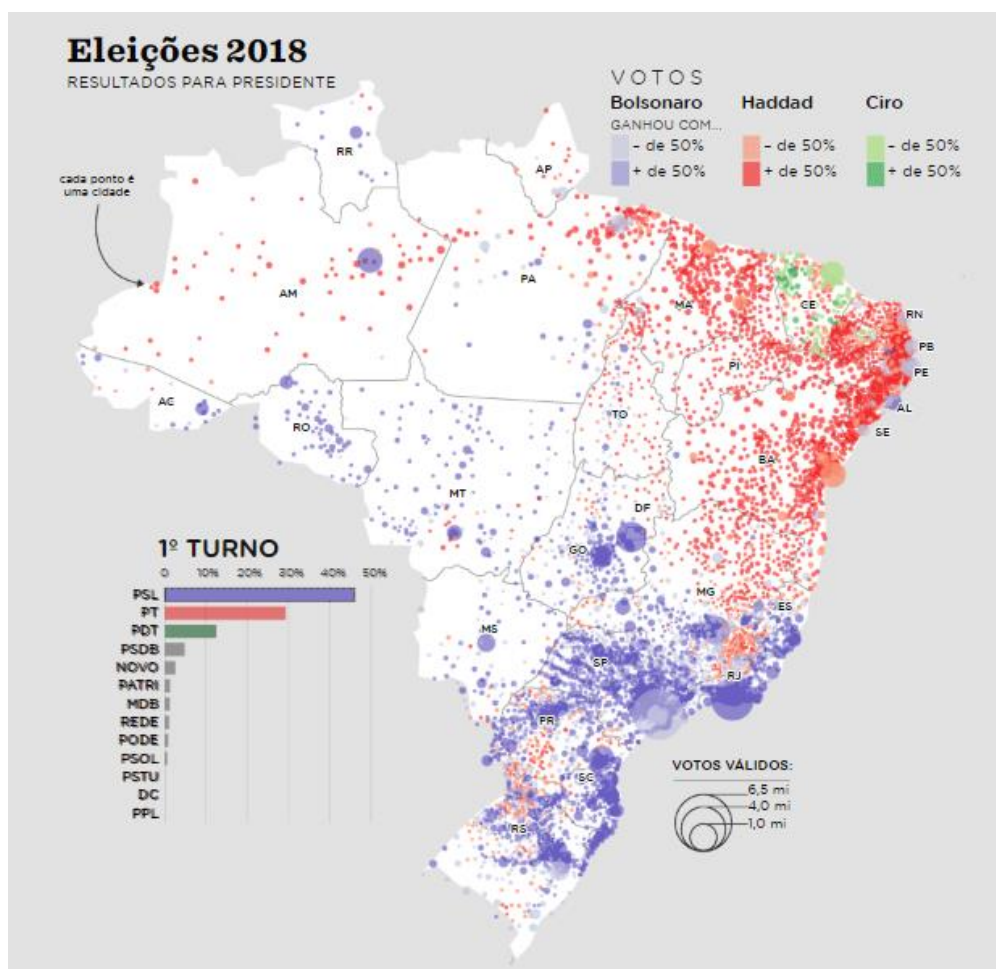 Eleições 2018
RESULTADOS PARA PRESIDENTE
VOTOS
Bolsonaro Haddad Ciro
GANHOU COM...
- de 50% - de 50% - de 50%
+ de 50% + de 50% + de 50%
cada ponto é
uma cidade
RR
AP
AM
PA
MA
CE
RN
PB
PE
PI
AL
AC
TO
SE
RO
BA
MT
DF
GO
MG
ES
MS
SP
RJ
PR
SC
RS
1º TURNO
0 10% 20% 30% 40% 50%
PSL
PT
PDT
PSDB
NOVO
PATRI
MDB
REDE
PODE
PSOL
PSTU
DC
PPL
VOTOS VÁLIDOS:
6,5 mi
4,0 mi
1,0 mi